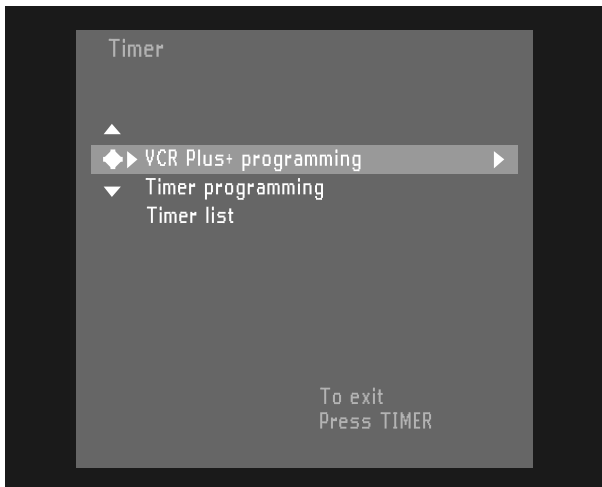 Timer
VCR Plus+ programming
Timer programming
Timer list
To exit
Press TIMER